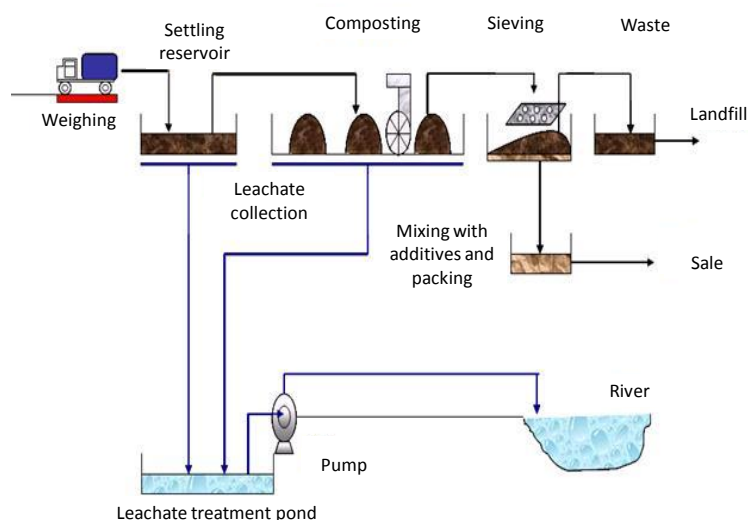 Settling
reservoir
Composting
Sieving
Waste
Weighing
Landfill
Leachate
collection
Mixing with
additives and
packing
Sale
River
Pump
Leachate treatment pond